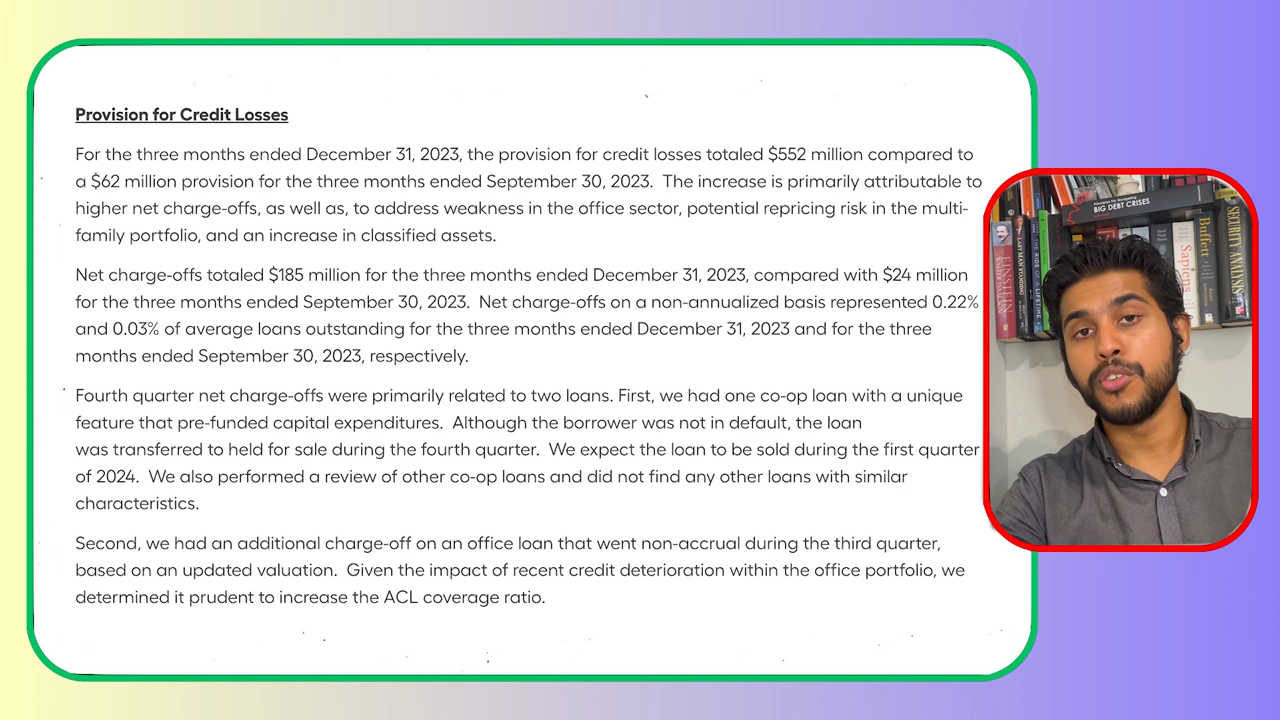 Provision for Credit Losses
For the three months ended December 31, 2023, the provision for credit losses totaled $552 million compared to
a $62 million provision for the three months ended September 30, 2023. The increase is primarily attributable to
higher net charge-offs, as well as, to address weakness in the office sector, potential repricing risk in the multi-
family portfolio, and an increase in classified assets.
Net charge-offs totaled $185 million for the three months ended December 31, 2023, compared with $24 million
for the three months ended September 30, 2023. Net charge-offs on a non-annualized basis represented 0.22%
and 0.03% of average loans outstanding for the three months ended December 31, 2023 and for the three
months ended September 30, 2023, respectively.
Fourth quarter net charge-offs were primarily related to two loans. First, we had one co-op loan with a unique
feature that pre-funded capital expenditures. Although the borrower was not in default, the loan
was transferred to held for sale during the fourth quarter. We expect the loan to be sold during the first quarter
of 2024. We also performed a review of other co-op loans and did not find any other loans with similar
characteristics.
Second, we had an additional charge-off on an office loan that went non-accrual during the third quarter,
based on an updated valuation. Given the impact of recent credit deterioration within the office portfolio, we
determined it prudent to increase the ACL coverage ratio.
BIG DEBT CRISES
EINSTEIN
LAST MAN STANDING
THE RIDE OF A LIFETIME
Sapiens
Buffett
SECURITY ANALYSIS